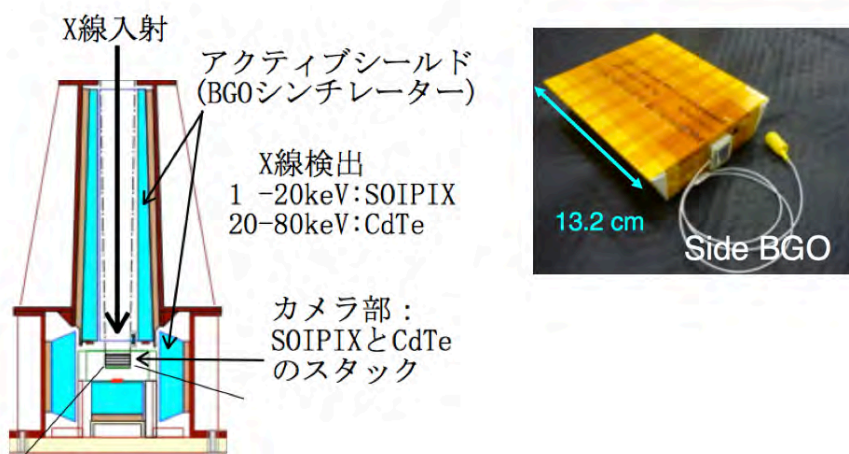 X線入射
アクティブシールド
(BGOシンチレーター)
X線検出
1 -20keV:SOIPIX
20-80keV:CdTe
カメラ部：
SOIPIXとCdTe
のスタック
13.2 cm
Side BGO